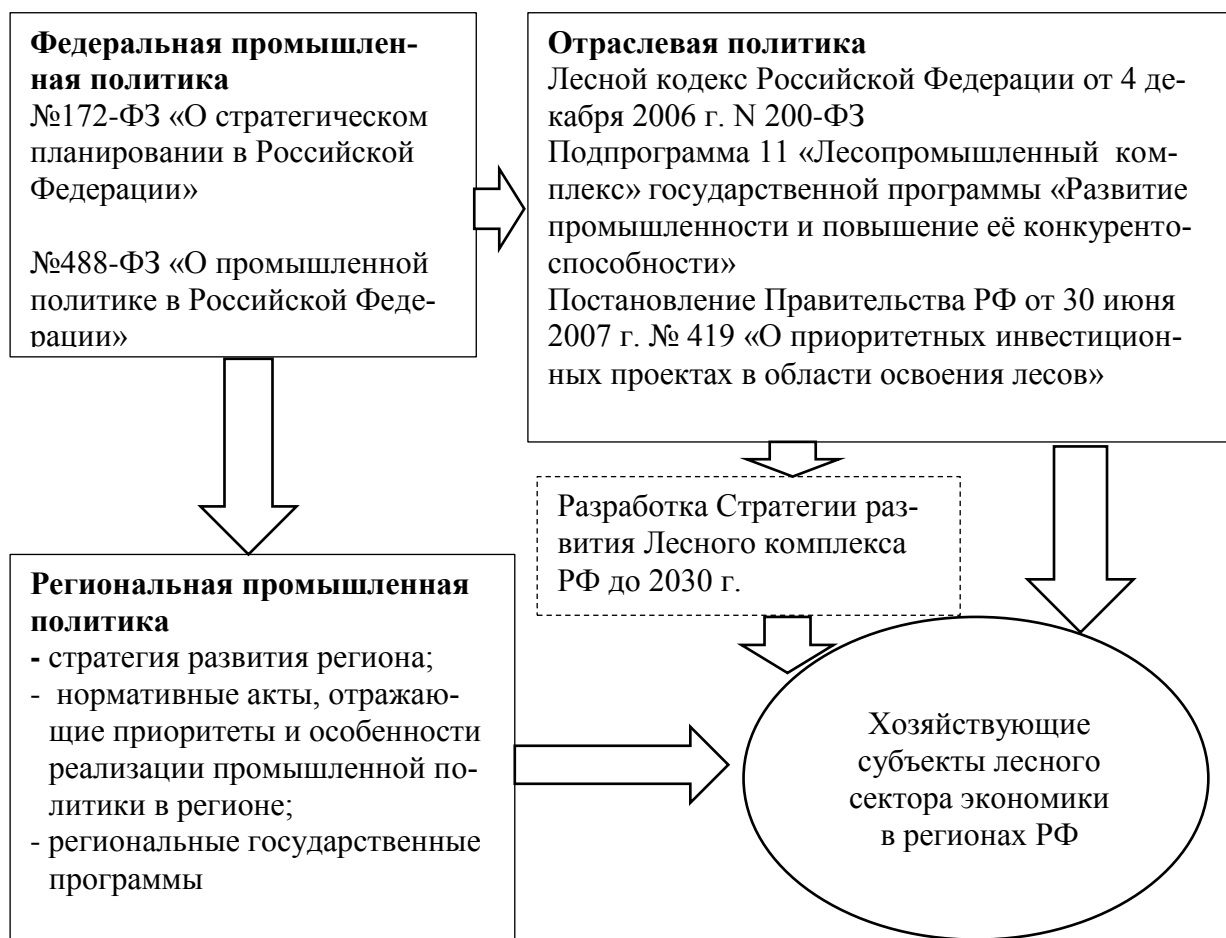 Федеральная промышлен-
ная политика
№172-ФЗ «О стратегическом
планировании в Российской
Федерации»
№488-ФЗ «О промышленной
политике в Российской Феде-
рации»
Отраслевая политика
Лесной кодекс Российской Федерации от 4 де-
кабря 2006 г. N 200-ФЗ
Подпрограмма 11 «Лесопромышленный ком-
плекс» государственной программы «Развитие
промышленности и повышение её конкуренто-
способности»
Постановление Правительства РФ от 30 июня
2007 г. № 419 «О приоритетных инвестицион-
ных проектах в области освоения лесов»
Разработка Стратегии раз-
вития Лесного комплекса
РФ до 2030 г.
Региональная промышленная
политика
- стратегия развития региона;
- нормативные акты, отражаю-
щие приоритеты и особенности
реализации промышленной по-
литики в регионе;
- региональные государственные
программы
Хозяйствующие
субъекты лесного
сектора экономики
в регионах РФ